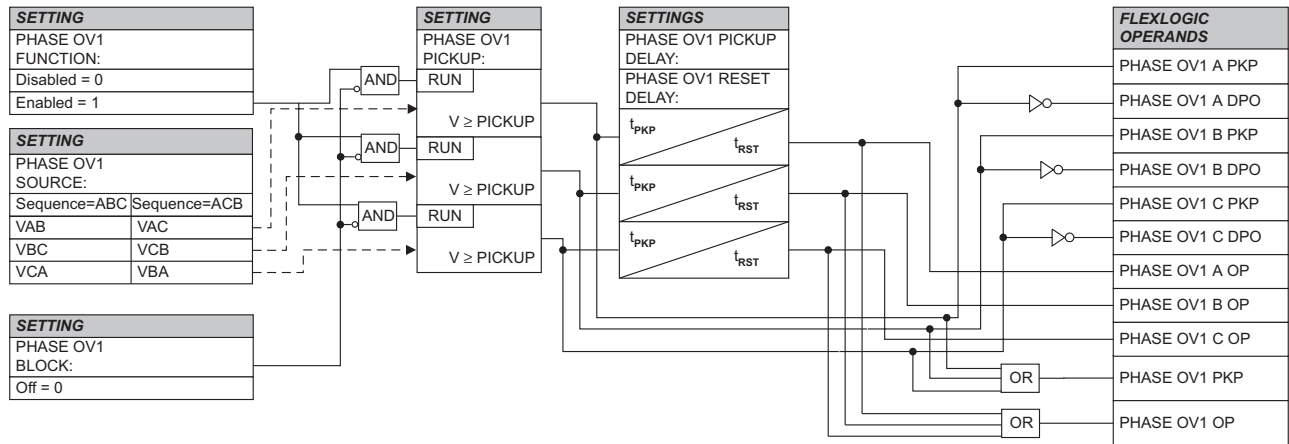 SETTING
PHASE OV1
FUNCTION:
Disabled = 0
Enabled = 1
SETTING
PHASE OV1
SOURCE:
Sequence=ABC Sequence=ACB
VAB VAC
VBC VCB
VCA VBA
SETTING
PHASE OV1
BLOCK:
Off = 0
AND
AND
AND
SETTING
PHASE OV1
PICKUP:
RUN
V ≥ PICKUP
RUN
V ≥ PICKUP
RUN
V ≥ PICKUP
SETTINGS
PHASE OV1 PICKUP
DELAY:
PHASE OV1 RESET
DELAY:
tPKP
tRST
tPKP
tRST
tPKP
tRST
OR
OR
FLEXLOGIC
OPERANDS
PHASE OV1 A PKP
PHASE OV1 A DPO
PHASE OV1 B PKP
PHASE OV1 B DPO
PHASE OV1 C PKP
PHASE OV1 C DPO
PHASE OV1 A OP
PHASE OV1 B OP
PHASE OV1 C OP
PHASE OV1 PKP
PHASE OV1 OP